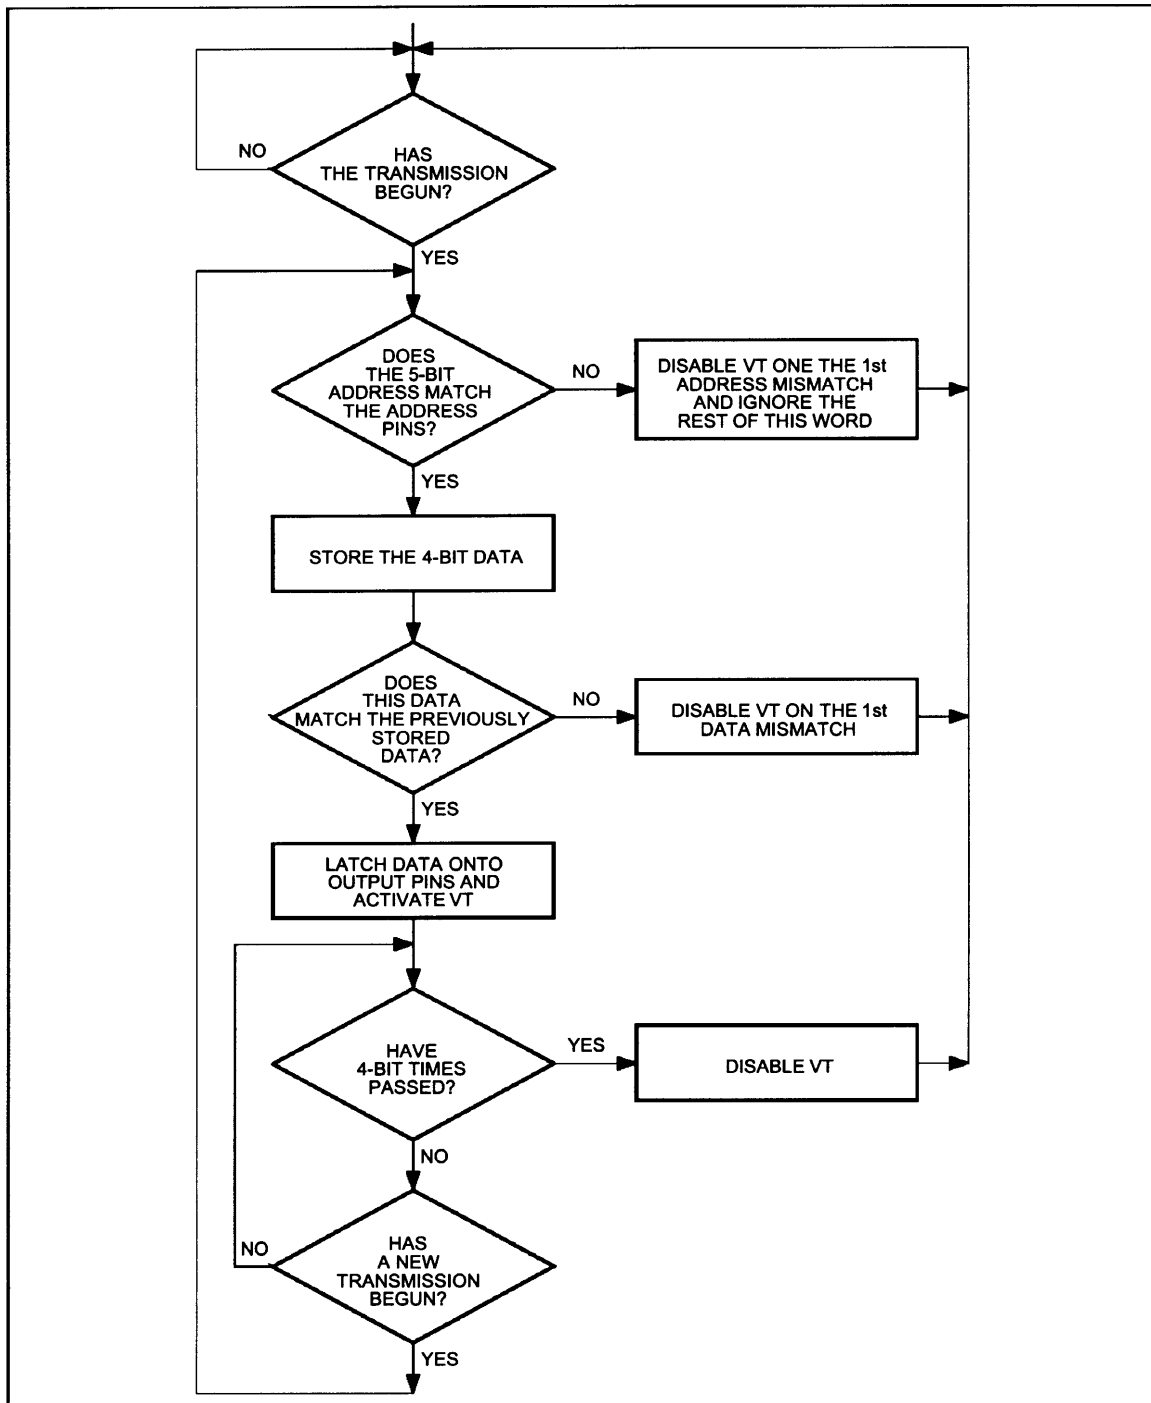 NO
HAS
THE TRANSMISSION
BEGUN?
YES
DOES
THE 5-BIT
ADDRESS MATCH
THE ADDRESS
PINS?
NO
DISABLE VT ONE THE 1st
ADDRESS MISMATCH
AND IGNORE THE
REST OF THIS WORD
YES
STORE THE 4-BIT DATA
DOES
THIS DATA
MATCH THE PREVIOUSLY
STORED
DATA?
NO
DISABLE VT ON THE 1st
DATA MISMATCH
YES
LATCH DATA ONTO
OUTPUT PINS AND
ACTIVATE VT
HAVE
4-BIT TIMES
PASSED?
YES
DISABLE VT
NO
NO
HAS
A NEW
TRANSMISSION
BEGUN?
YES